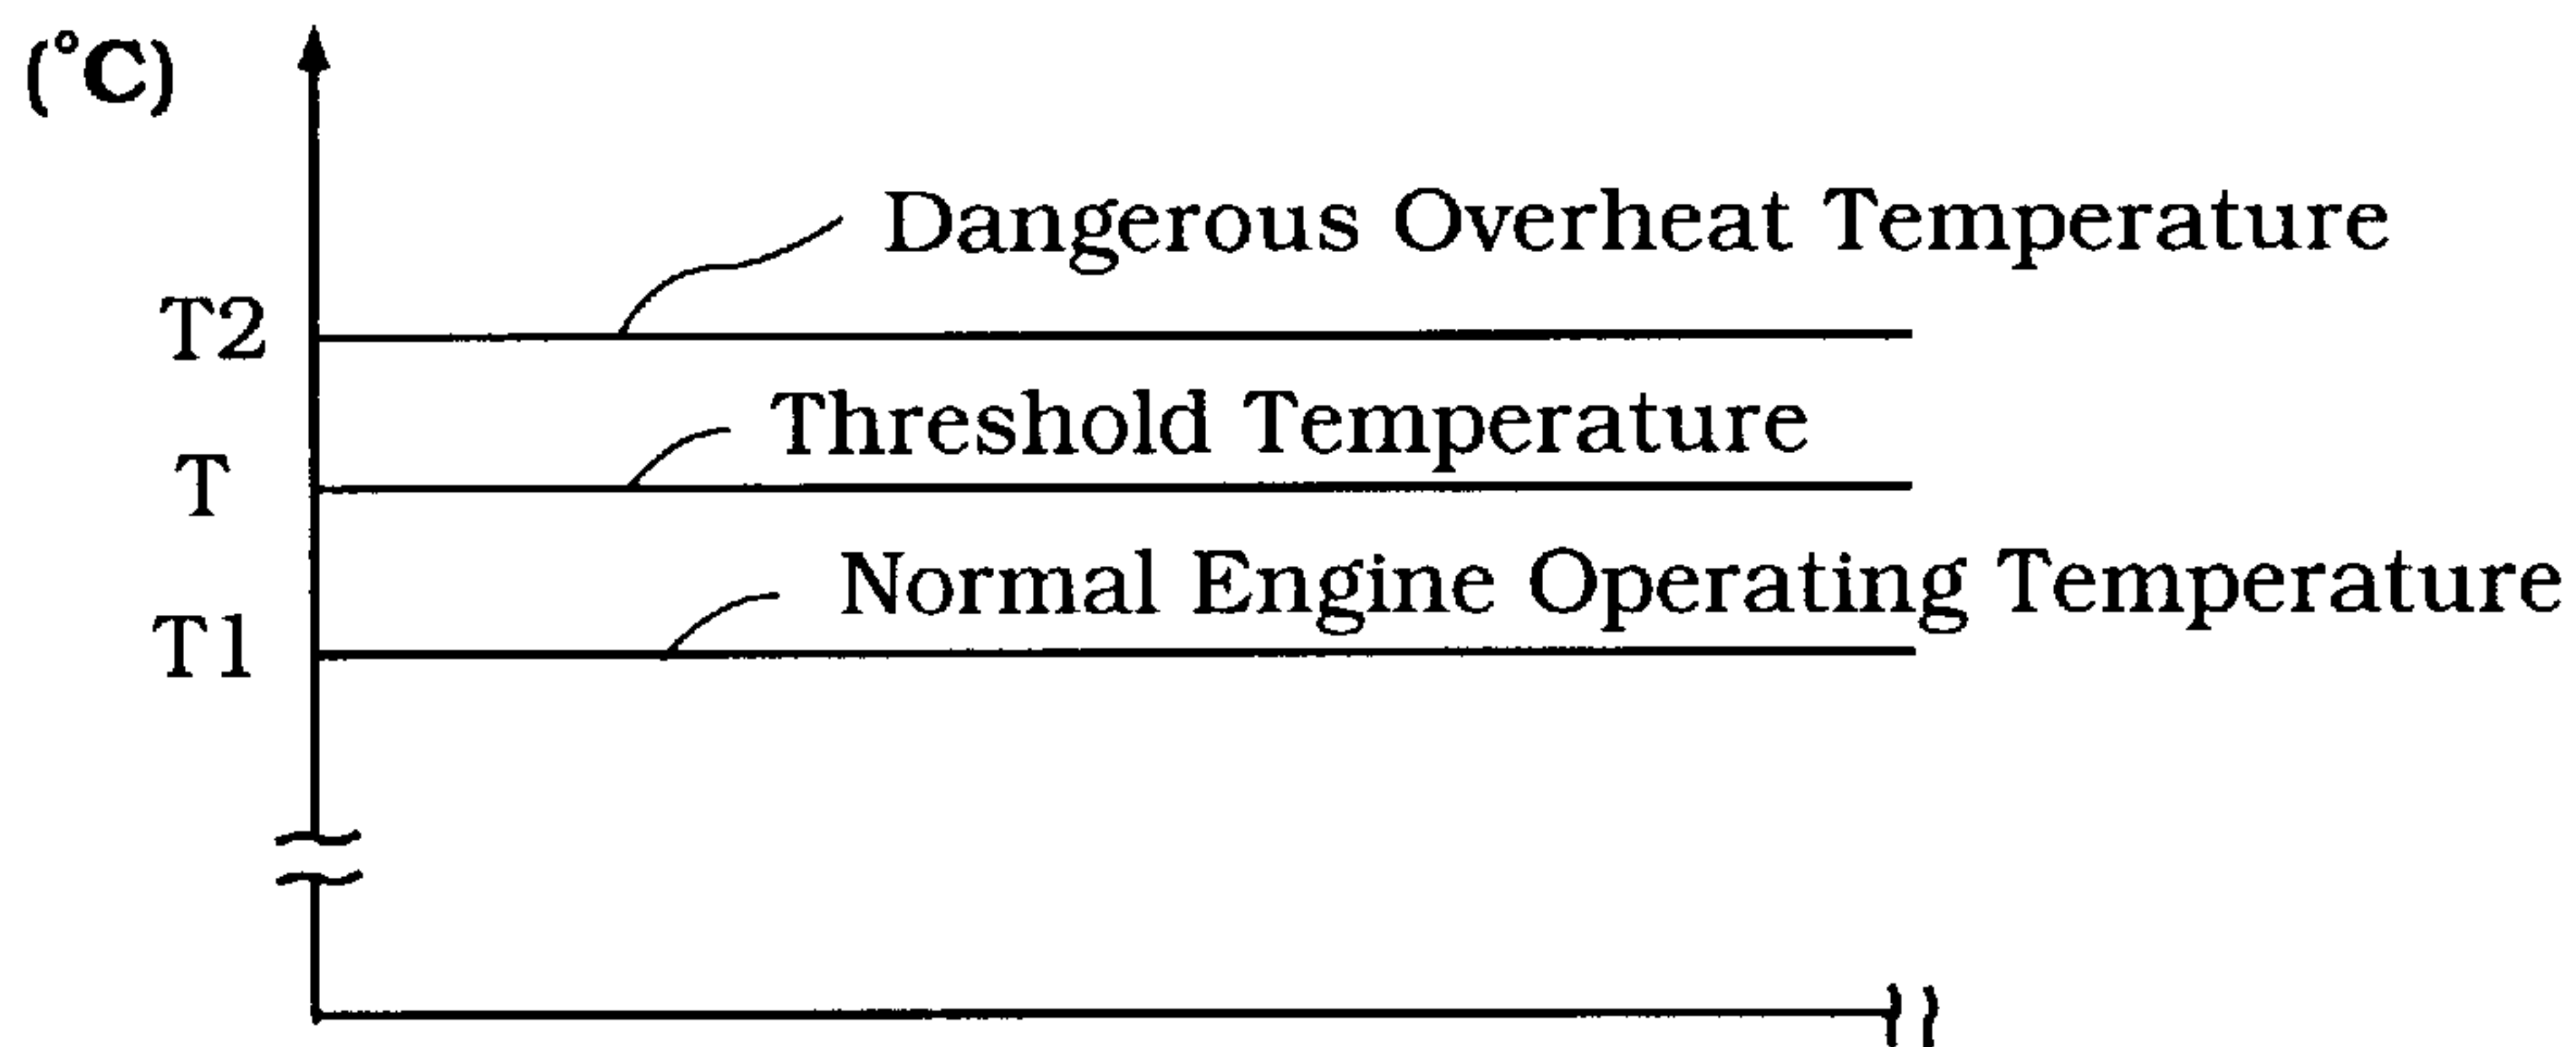 (°C)
Dangerous Overheat Temperature
T2
Threshold Temperature
T
Normal Engine Operating Temperature
T1